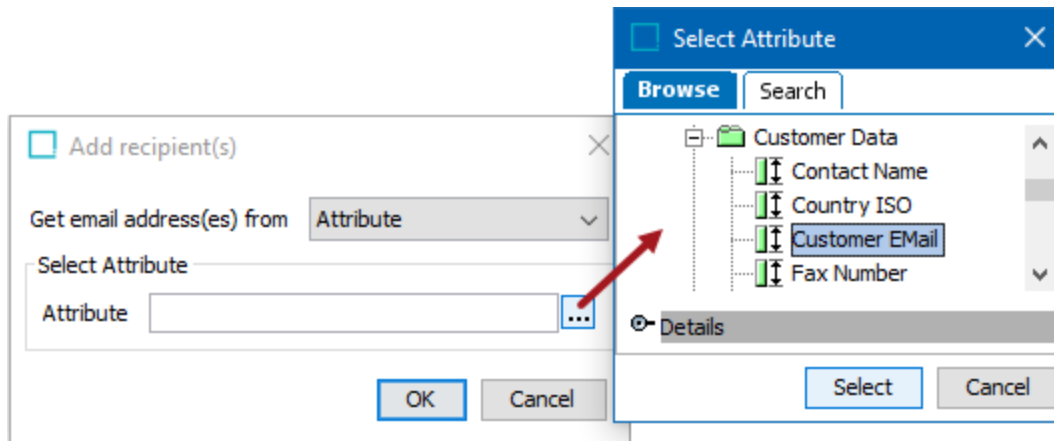 Select Attribute
Browse
Search
Customer Data
Contact Name
Country ISO
Customer EMail
Fax Number
Details
Select
Cancel
Add recipient(s)
Get email address(es) from
Attribute
Select Attribute
Attribute
...
OK
Cancel